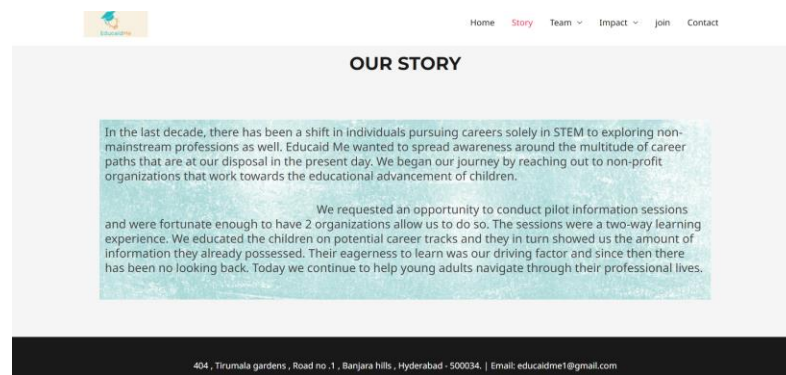 EducaidMe
Home Story Team Impact join Contact
OUR STORY
In the last decade, there has been a shift in individuals pursuing careers solely in STEM to exploring non-
mainstream professions as well. Educaid Me wanted to spread awareness around the multitude of career
paths that are at our disposal in the present day. We began our journey by reaching out to non-profit
organizations that work towards the educational advancement of children.
We requested an opportunity to conduct pilot information sessions
and were fortunate enough to have 2 organizations allow us to do so. The sessions were a two-way learning
experience. We educated the children on potential career tracks and they in turn showed us the amount of
information they already possessed. Their eagerness to learn was our driving factor and since then there
has been no looking back. Today we continue to help young adults navigate through their professional lives.
404 , Tirumala gardens , Road no .1 , Banjara hills , Hyderabad - 500034. | Email: educaidme1@gmail.com